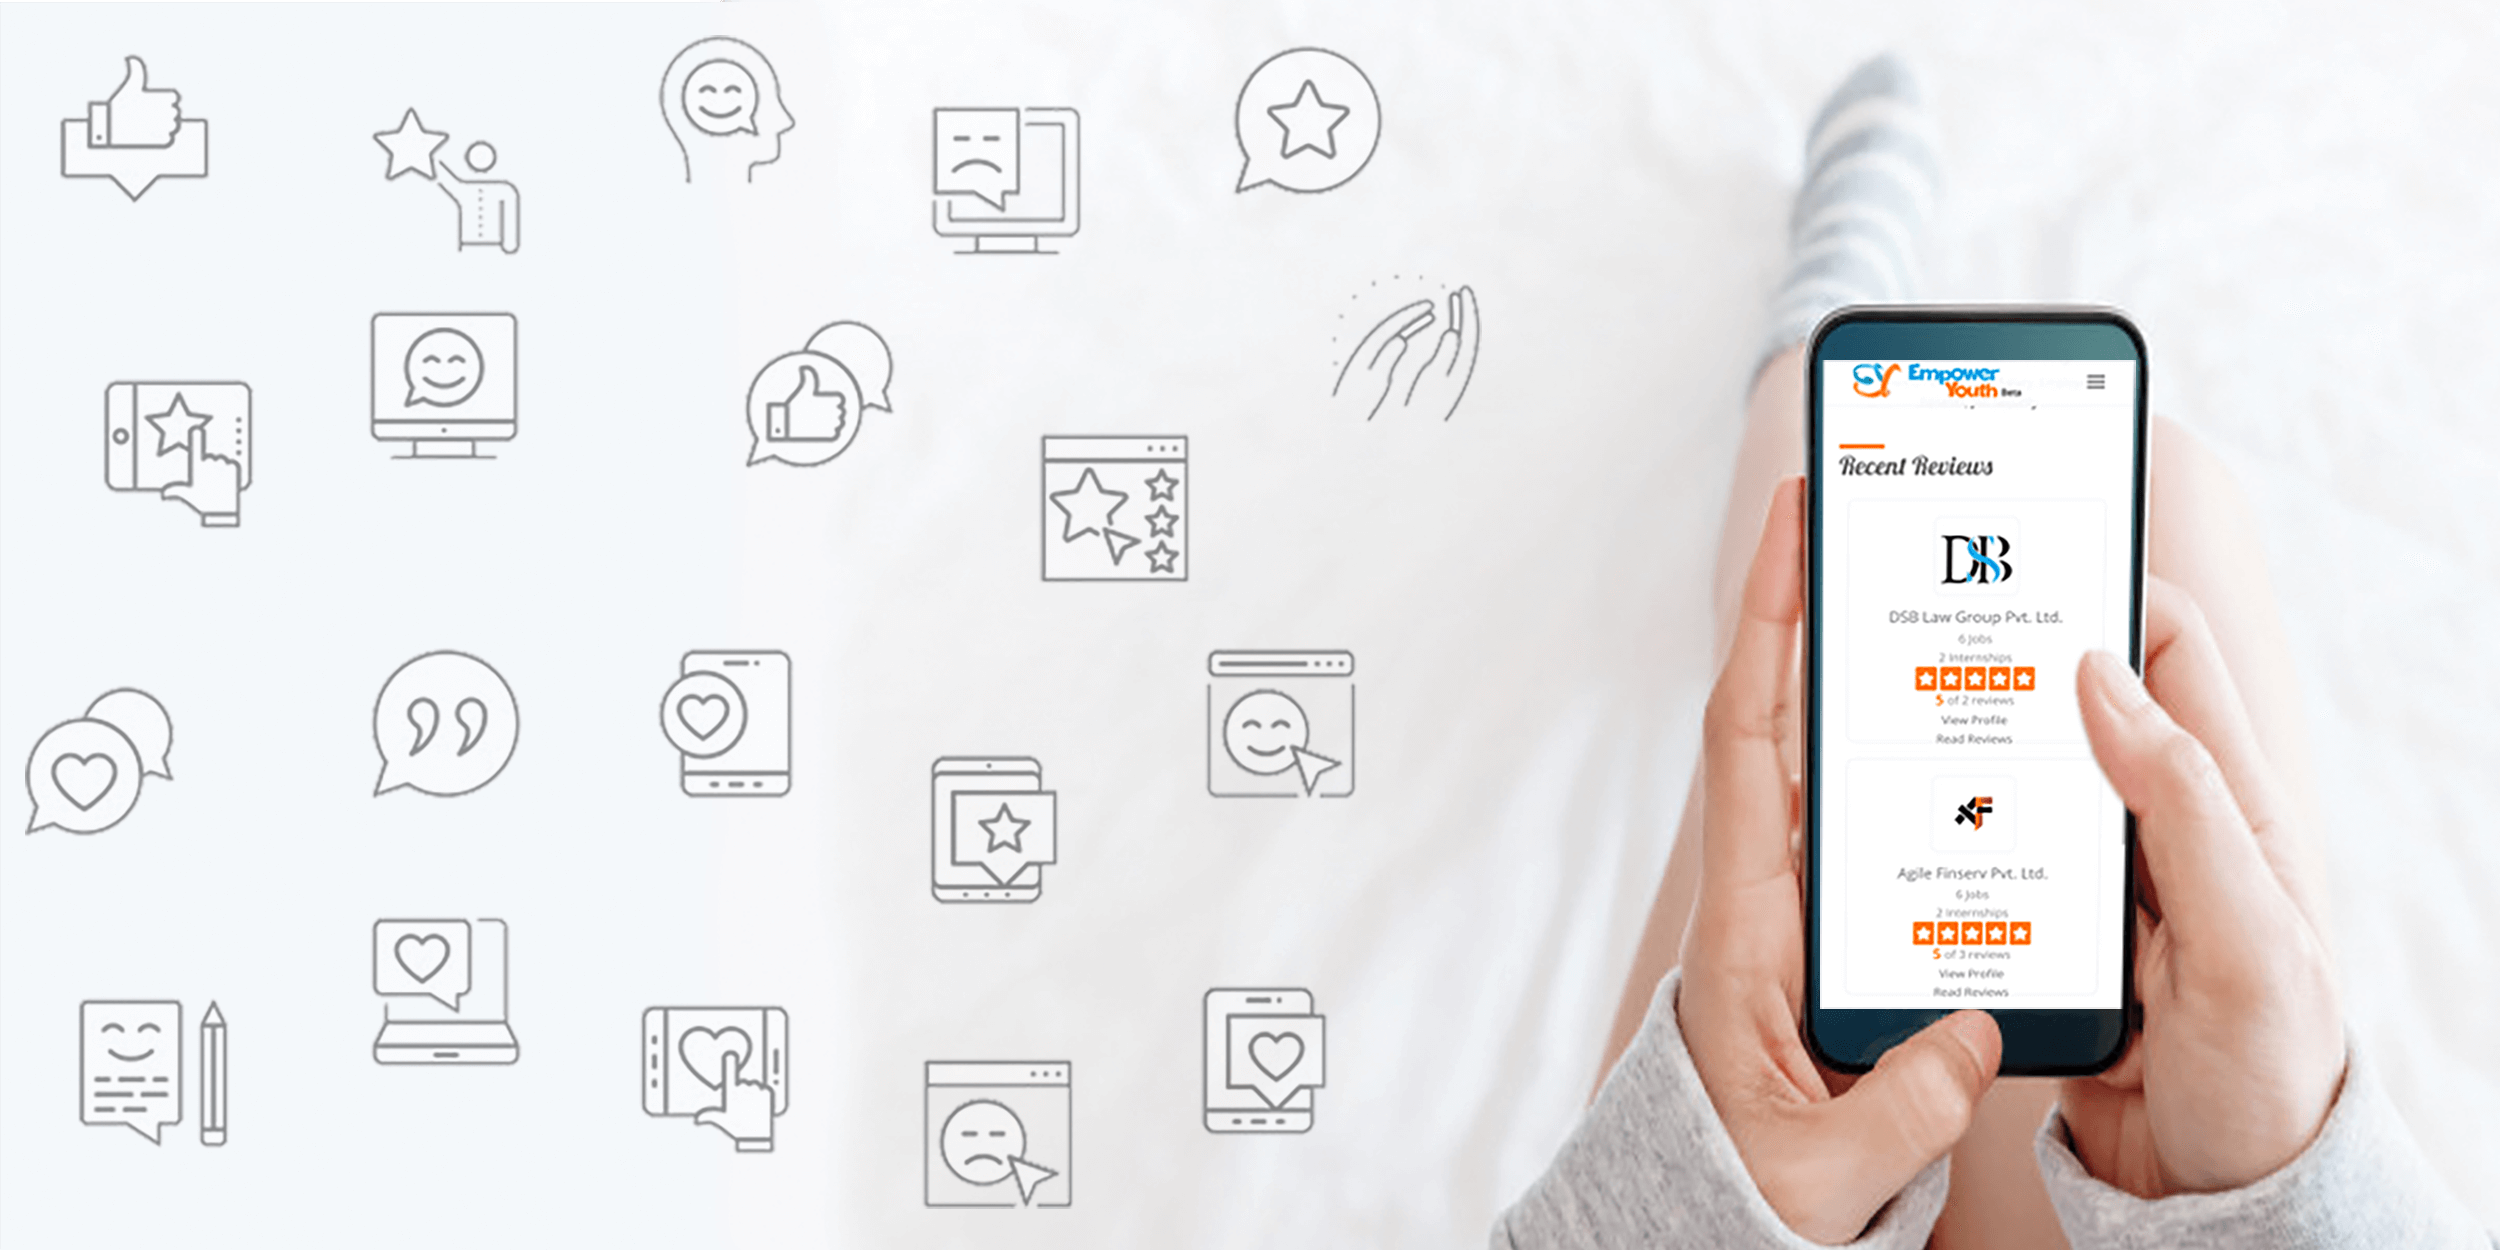 Empower
Youth Beta
Recent Reviews
DSB
DSB Law Group Pvt. Ltd.
6 Jobs
2 Internships
5 of 2 reviews
View Profile
Read Reviews
AF
Agile Finserv Pvt. Ltd.
6 Jobs
2 Internships
5 of 3 reviews
View Profile
Read Reviews